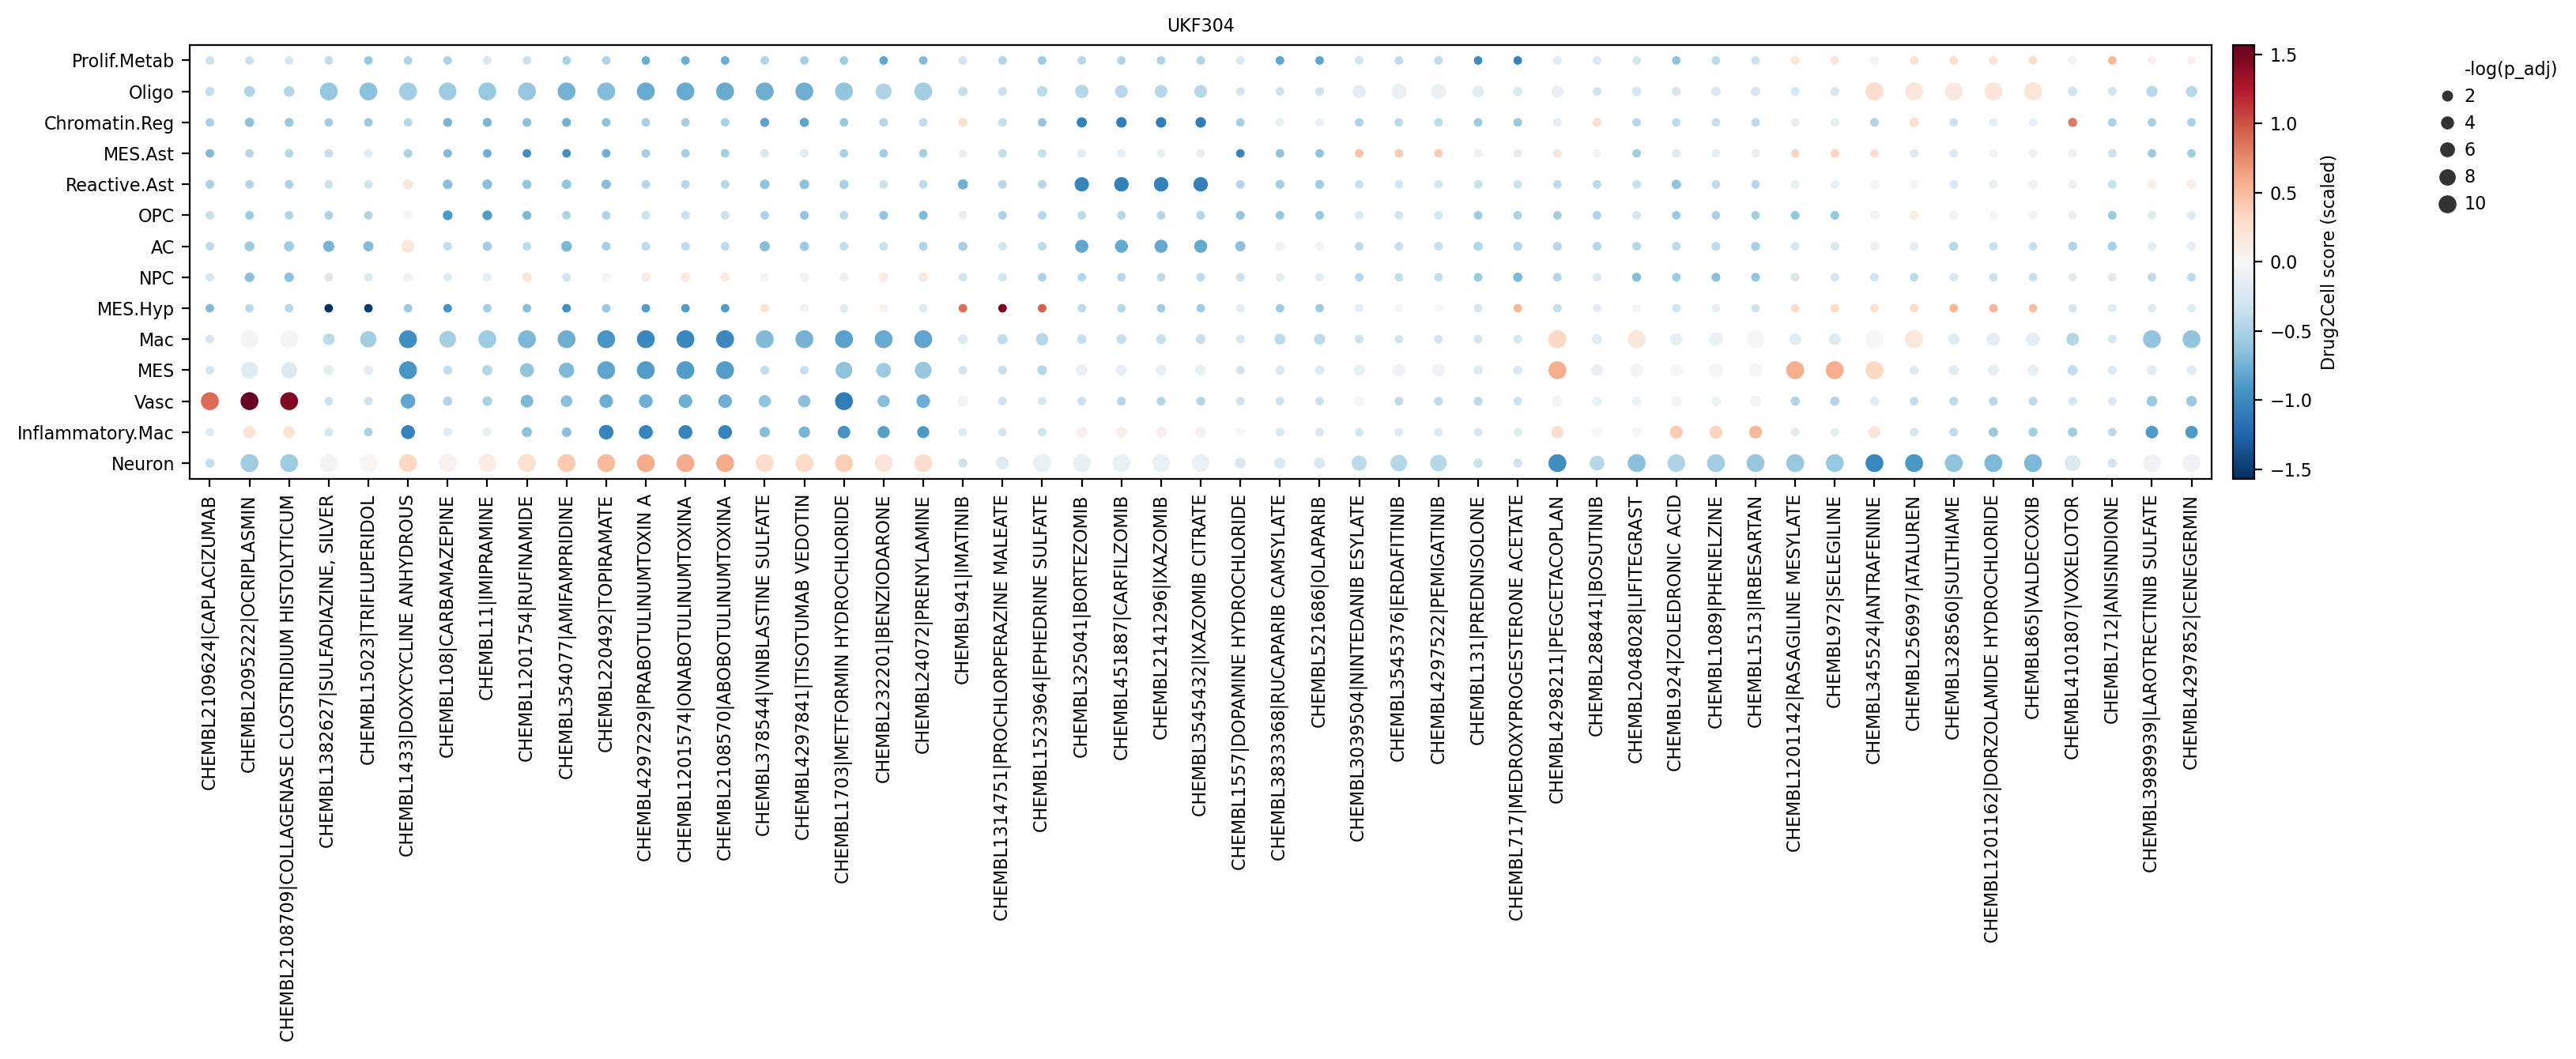 UKF304
Prolif.Metab
Oligo
Chromatin.Reg
MES.Ast
Reactive.Ast
OPC
AC
NPC
MES.Hyp
Mac
MES
Vasc
Inflammatory.Mac
Neuron
CHEMBL2109624|CAPLACIZUMAB
CHEMBL2095222|OCRIPLASMIN
CHEMBL2108709|COLLAGENASE CLOSTRIDIUM HISTOLYTICUM
CHEMBL1382627|SULFADIAZINE, SILVER
CHEMBL15023|TRIFLUPERIDOL
CHEMBL1433|DOXYCYCLINE ANHYDROUS
CHEMBL108|CARBAMAZEPINE
CHEMBL11|IMIPRAMINE
CHEMBL1201754|RUFINAMIDE
CHEMBL354077|AMIFAMPRIDINE
CHEMBL220492|TOPIRAMATE
CHEMBL4297229|PRABOTULINUMTOXIN A
CHEMBL1201574|ONABOTULINUMTOXINA
CHEMBL2108570|ABOBOTULINUMTOXINA
CHEMBL378544|VINBLASTINE SULFATE
CHEMBL4297841|TISOTUMAB VEDOTIN
CHEMBL1703|METFORMIN HYDROCHLORIDE
CHEMBL232201|BENZIODARONE
CHEMBL24072|PRENYLAMINE
CHEMBL941|IMATINIB
CHEMBL1314751|PROCHLORPERAZINE MALEATE
CHEMBL1523964|EPHEDRINE SULFATE
CHEMBL325041|BORTEZOMIB
CHEMBL451887|CARFILZOMIB
CHEMBL2141296|IXAZOMIB
CHEMBL3545432|IXAZOMIB CITRATE
CHEMBL1557|DOPAMINE HYDROCHLORIDE
CHEMBL3833368|RUCAPARIB CAMSYLATE
CHEMBL521686|OLAPARIB
CHEMBL3039504|NINTEDANIB ESYLATE
CHEMBL3545376|ERDAFITINIB
CHEMBL4297522|PEMIGATINIB
CHEMBL131|PREDNISOLONE
CHEMBL717|MEDROXYPROGESTERONE ACETATE
CHEMBL4298211|PEGCETACOPLAN
CHEMBL288441|BOSUTINIB
CHEMBL2048028|LIFITEGRAST
CHEMBL924|ZOLEDRONIC ACID
CHEMBL1089|PHENELZINE
CHEMBL1513|IRBESARTAN
CHEMBL1201142|RASAGILINE MESYLATE
CHEMBL972|SELEGILINE
CHEMBL345524|ANTRAFENINE
CHEMBL256997|ATALUREN
CHEMBL328560|SULTHIAME
CHEMBL1201162|DORZOLAMIDE HYDROCHLORIDE
CHEMBL865|VALDECOXIB
CHEMBL4101807|VOXELOTOR
CHEMBL712|ANISINDIONE
CHEMBL3989939|LAROTRECTINIB SULFATE
CHEMBL4297852|CENEGERMIN
1.5
1.0
0.5
0.0
−0.5
−1.0
−1.5
Drug2Cell score (scaled)
-log(p_adj)
2
4
6
8
10